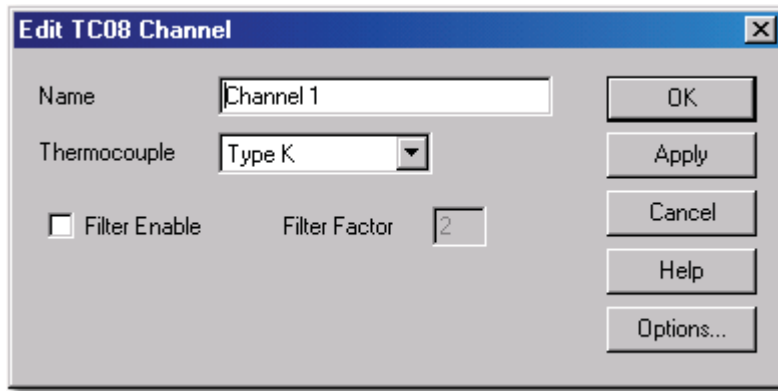 Edit TC08 Channel
Name
Channel 1
OK
Thermocouple
Type K
Apply
Filter Enable
Filter Factor
2
Cancel
Help
Options...